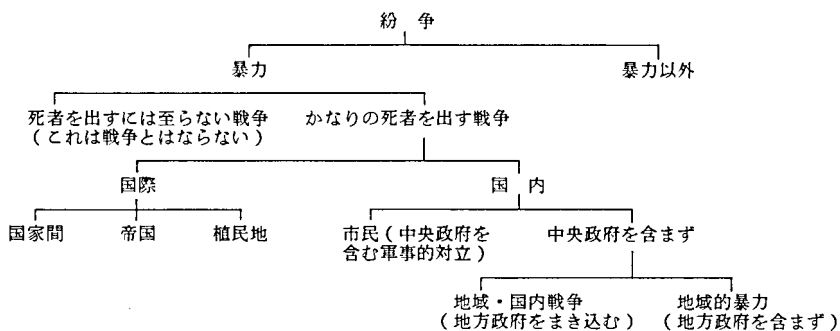 紛争
暴力 暴力以外
死者を出すには至らない戦争 かなりの死者を出す戦争
(これは戦争とはならない)
国際 国内
国家間 帝国 植民地 市民(中央政府を 中央政府を含まず
含む軍事的対立)
地域・国内戦争 地域的暴力
(地方政府をまき込む) (地方政府を含まず)